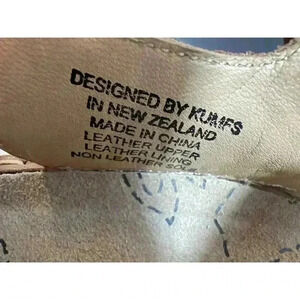 DESIGNED BY KUMFS
IN NEW ZEALAND
MADE IN CHINA
LEATHER UPPER
LEATHER LINING
NON LEATHER SOLE